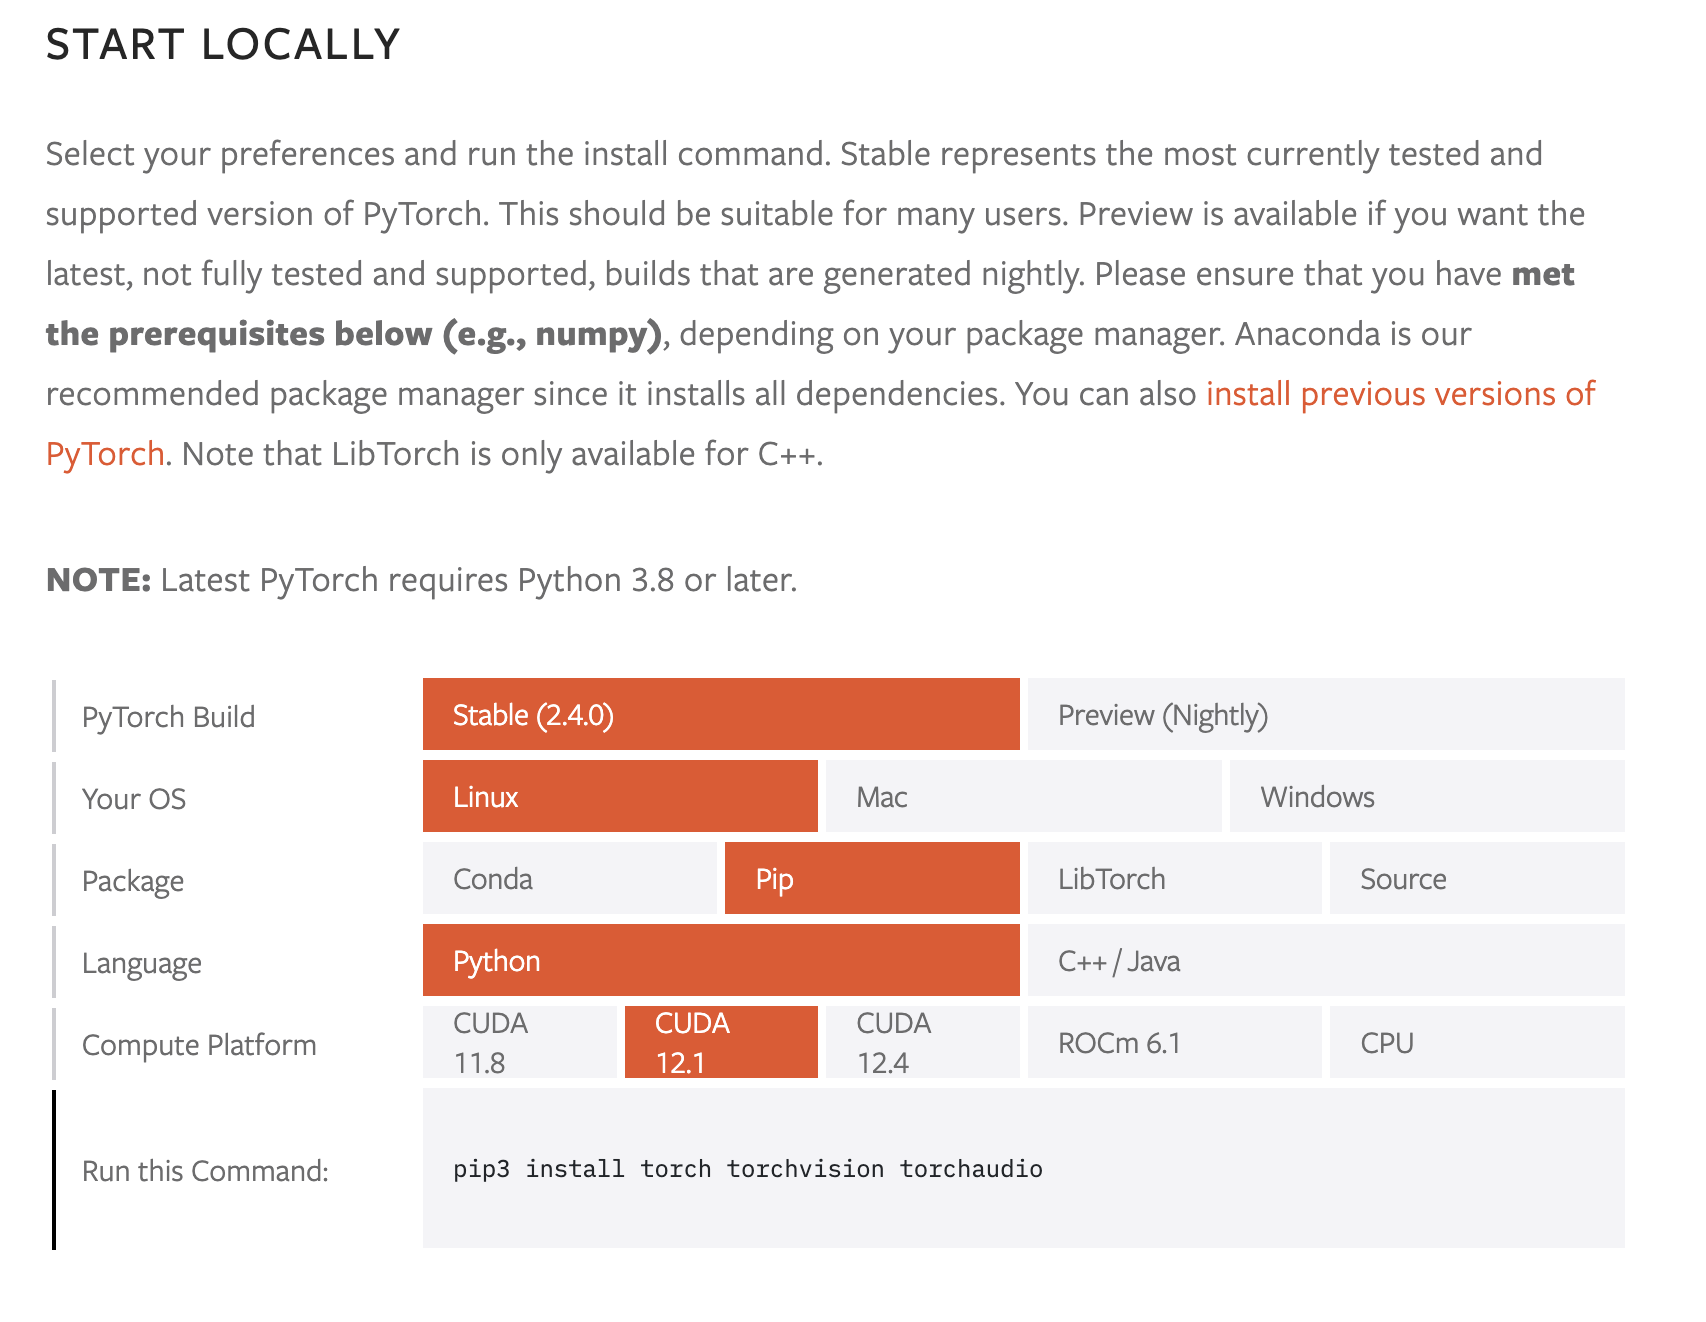 START LOCALLY
Select your preferences and run the install command. Stable represents the most currently tested and
supported version of PyTorch. This should be suitable for many users. Preview is available if you want the
latest, not fully tested and supported, builds that are generated nightly. Please ensure that you have met
the prerequisites below (e.g., numpy), depending on your package manager. Anaconda is our
recommended package manager since it installs all dependencies. You can also install previous versions of
PyTorch. Note that LibTorch is only available for C++.
NOTE: Latest PyTorch requires Python 3.8 or later.
PyTorch Build
Stable (2.4.0)
Preview (Nightly)
Your OS
Linux
Mac
Windows
Package
Conda
Pip
LibTorch
Source
Language
Python
C++ / Java
Compute Platform
CUDA
11.8
CUDA
12.1
CUDA
12.4
ROCm 6.1
CPU
Run this Command:
pip3 install torch torchvision torchaudio